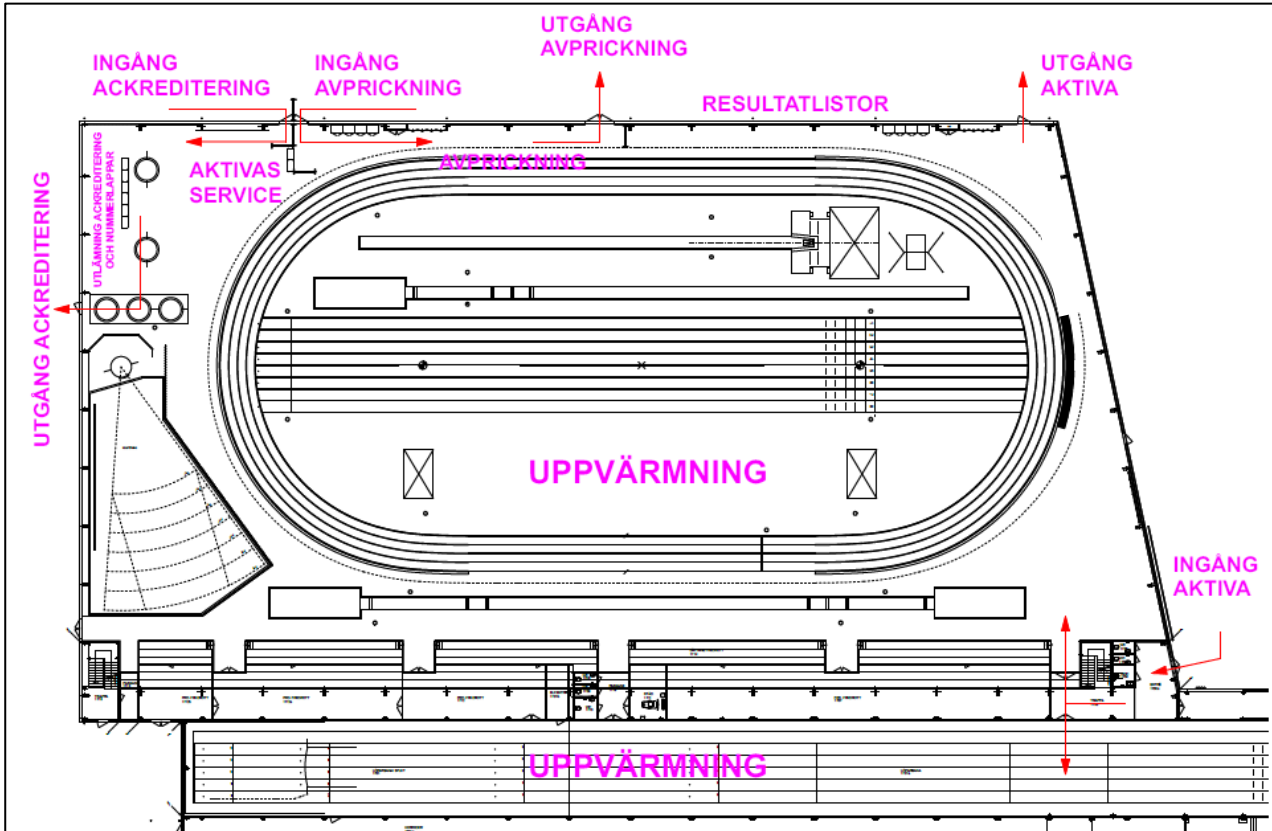 UTGÅNG
AVPRICKNING
INGÅNG
ACKREDITERING
INGÅNG
AVPRICKNING
UTGÅNG
AKTIVA
RESULTATLISTOR
AKTIVAS
SERVICE
AVPRICKNING
UTLÄMNING ACKREDITERING
OCH NUMMERLAPPAR
UTGÅNG ACKREDITERING
UPPVÄRMNING
INGÅNG
AKTIVA
UPPVÄRMNING